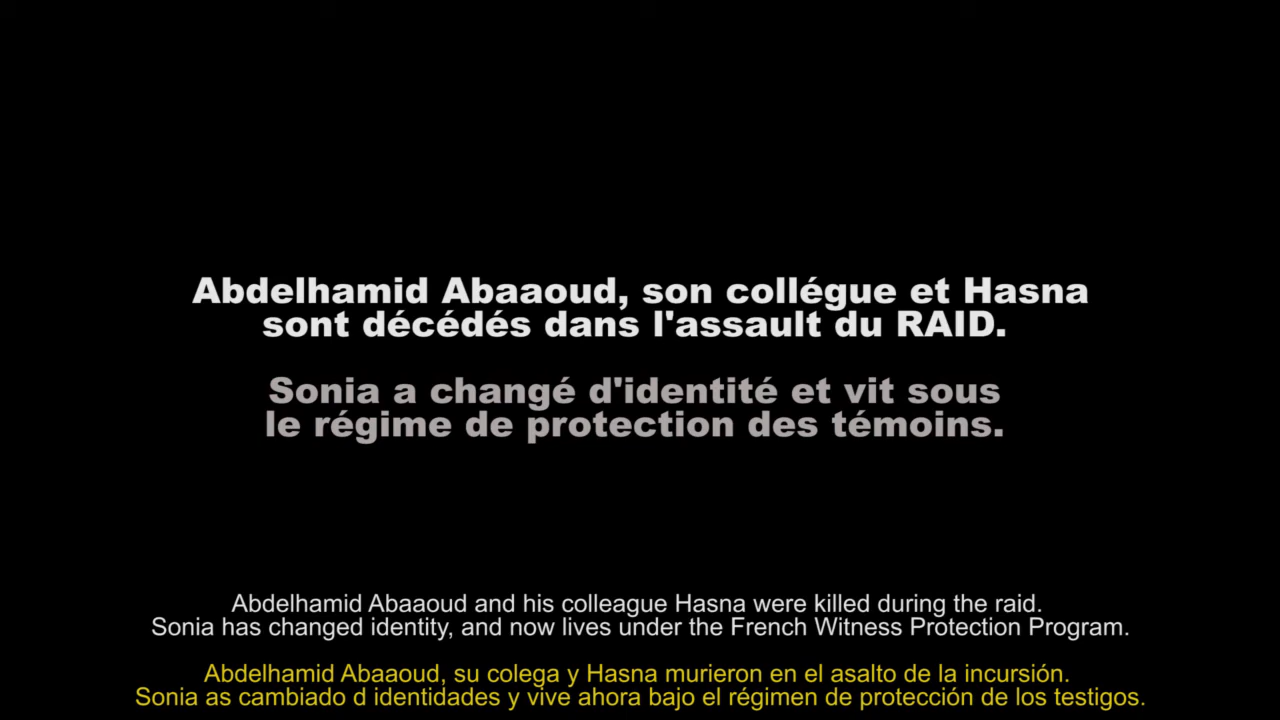 Abdelhamid Abaaoud, son collégue et Hasna
sont décédés dans l'assault du RAID.
Sonia a changé d'identité et vit sous
le régime de protection des témoins.
Abdelhamid Abaaoud and his colleague Hasna were killed during the raid.
Sonia has changed identity, and now lives under the French Witness Protection Program.
Abdelhamid Abaaoud, su colega y Hasna murieron en el asalto de la incursión.
Sonia as cambiado d identidades y vive ahora bajo el régimen de protección de los testigos.